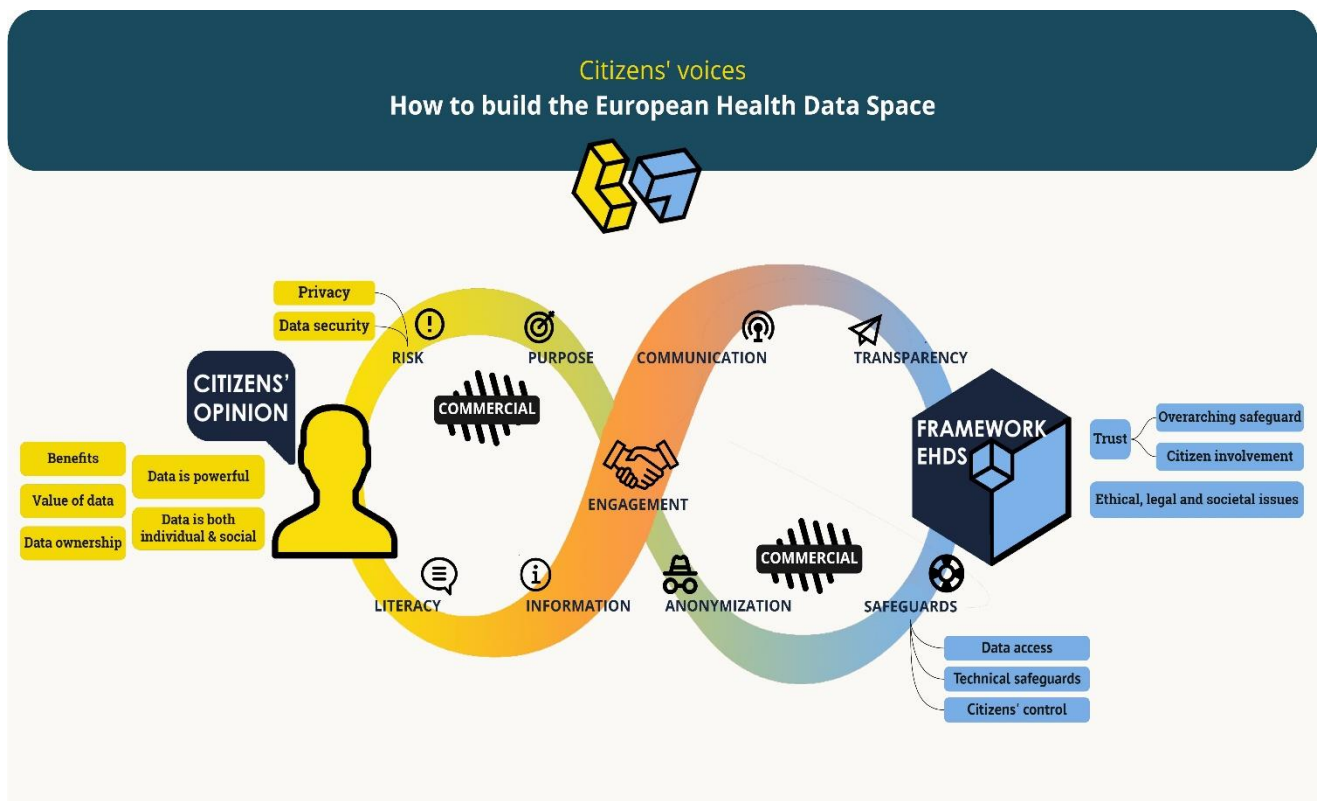 Citizens' voices
How to build the European Health Data Space
Privacy
Data security
RISK
PURPOSE
COMMUNICATION
TRANSPARENCY
CITIZENS'
OPINION
COMMERCIAL
FRAMEWORK
EHDS
Trust
Overarching safeguard
Citizen involvement
Ethical, legal and societal issues
Benefits
Value of data
Data ownership
Data is powerful
Data is both
individual & social
ENGAGEMENT
COMMERCIAL
LITERACY
INFORMATION
ANONYMIZATION
SAFEGUARDS
Data access
Technical safeguards
Citizens' control